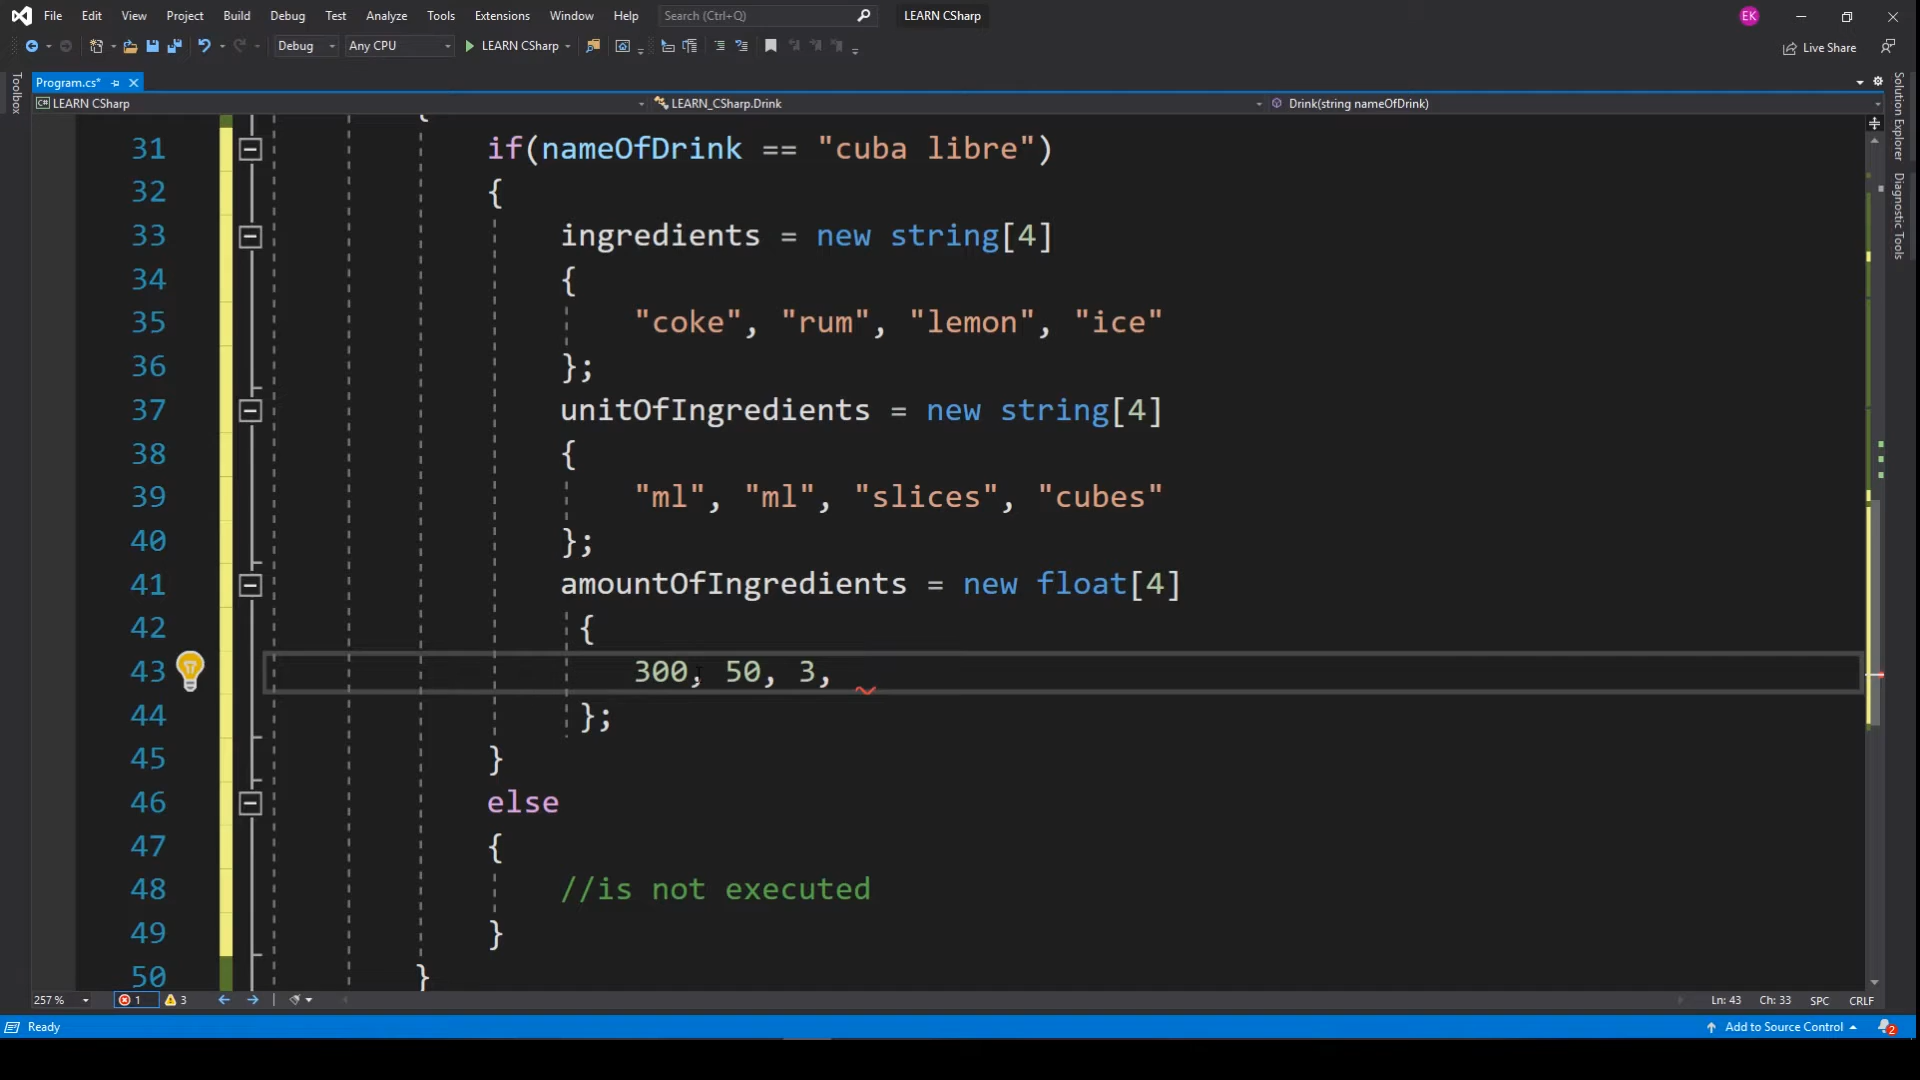 File Edit View Project Build Debug Test Analyze Tools Extensions Window Help Search (Ctrl+Q) LEARN CSharp EK
Debug Any CPU LEARN CSharp Live Share
Program.cs*
LEARN CSharp LEARN_CSharp.Drink Drink(string nameOfDrink)
Toolbox
Solution Explorer
Diagnostic Tools
{
31 if(nameOfDrink == "cuba libre")
32 {
33 ingredients = new string[4]
34 {
35 "coke", "rum", "lemon", "ice"
36 };
37 unitOfIngredients = new string[4]
38 {
39 "ml", "ml", "slices", "cubes"
40 };
41 amountOfIngredients = new float[4]
42 {
43 300, 50, 3,
44 };
45 }
46 else
47 {
48 //is not executed
49 }
50 }
257 % 1 3 Ln: 43 Ch: 33 SPC CRLF
Ready Add to Source Control 2